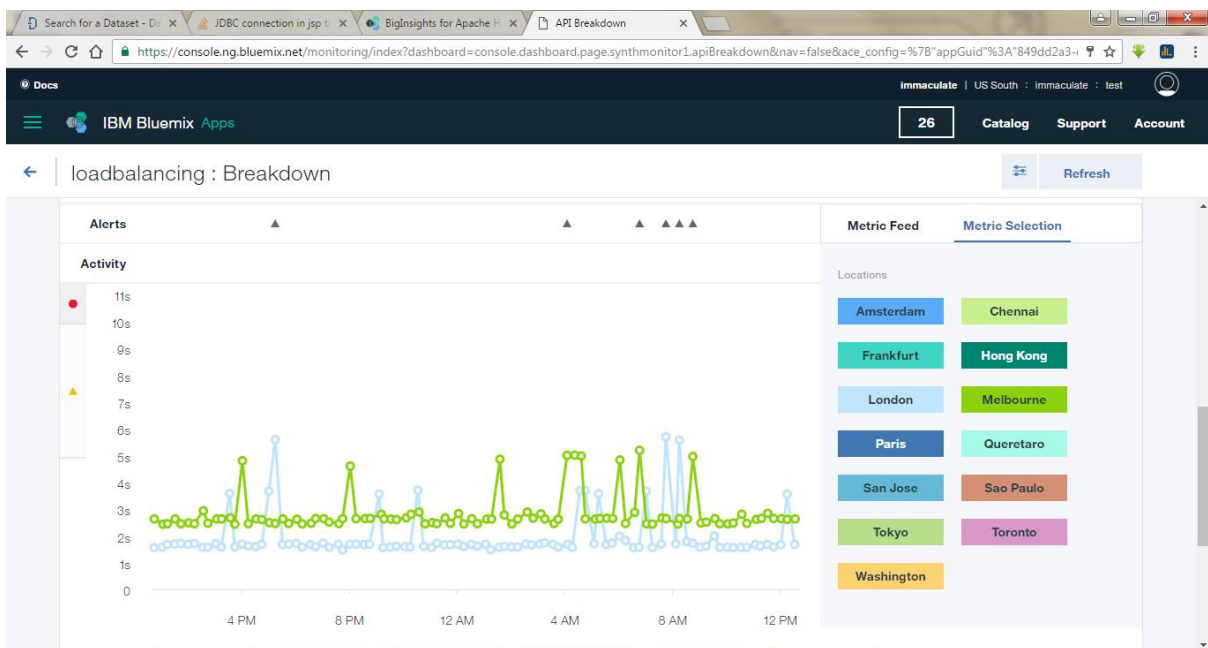 Search for a Dataset - Da
JDBC connection in jsp t
BigInsights for Apache H
API Breakdown
https://console.ng.bluemix.net/monitoring/index?dashboard=console.dashboard.page.synthmonitor1.apiBreakdown&nav=false&ace_config=%7B"appGuid"%3A"849dd2a3-
Docs
immaculate | US South : immaculate : test
IBM Bluemix Apps
26 Catalog Support Account
loadbalancing : Breakdown
Refresh
Alerts
Metric Feed Metric Selection
Activity
Locations
11s
10s
9s
8s
7s
6s
5s
4s
3s
2s
1s
0
4 PM 8 PM 12 AM 4 AM 8 AM 12 PM
Amsterdam Chennai
Frankfurt Hong Kong
London Melbourne
Paris Queretaro
San Jose Sao Paulo
Tokyo Toronto
Washington